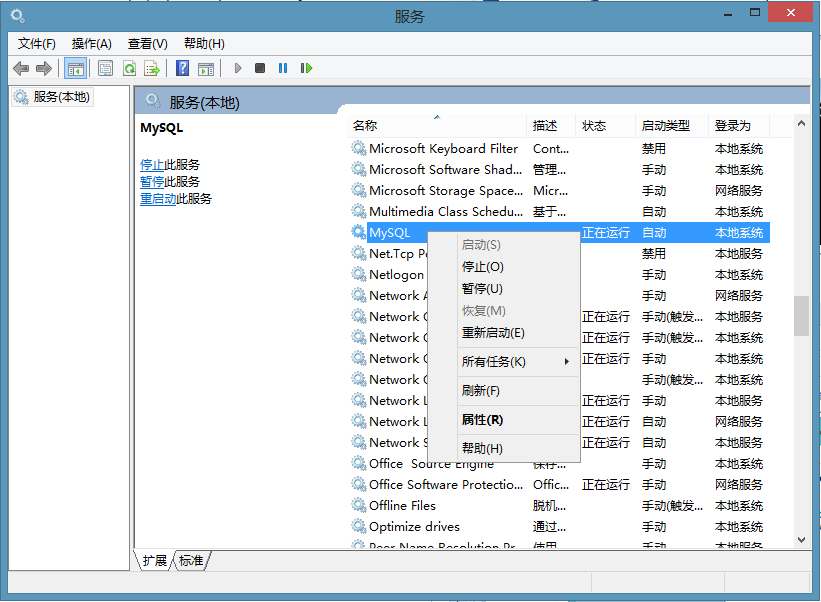 服务
文件(F) 操作(A) 查看(V) 帮助(H)
服务(本地)
服务(本地)
MySQL
停止此服务
暂停此服务
重启动此服务
名称 描述 状态 启动类型 登录为
Microsoft Keyboard Filter Cont... 禁用 本地系统
Microsoft Software Shad... 管理... 手动 本地系统
Microsoft Storage Space... Micr... 手动 网络服务
Multimedia Class Schedu... 基于... 自动 本地系统
MySQL 正在运行 自动 本地系统
Net.Tcp 禁用 本地服务
Netlogon 手动 本地系统
Network 手动 网络服务
Network 正在运行 手动(触发... 本地服务
Network 正在运行 手动(触发... 本地系统
Network 正在运行 手动 本地系统
Network 手动(触发... 本地系统
Network 正在运行 手动 本地服务
Network 正在运行 自动 网络服务
Network 正在运行 自动 本地服务
Office Source Engine 保存... 手动 本地系统
Office Software Protectio... Offic... 正在运行 手动 网络服务
Offline Files 脱机... 手动(触发... 本地系统
Optimize drives 通过... 手动 本地系统
Peer Name Resolution Pr 使用 手动 本地服务
启动(S)
停止(O)
暂停(U)
恢复(M)
重新启动(E)
所有任务(K)
刷新(F)
属性(R)
帮助(H)
扩展 标准